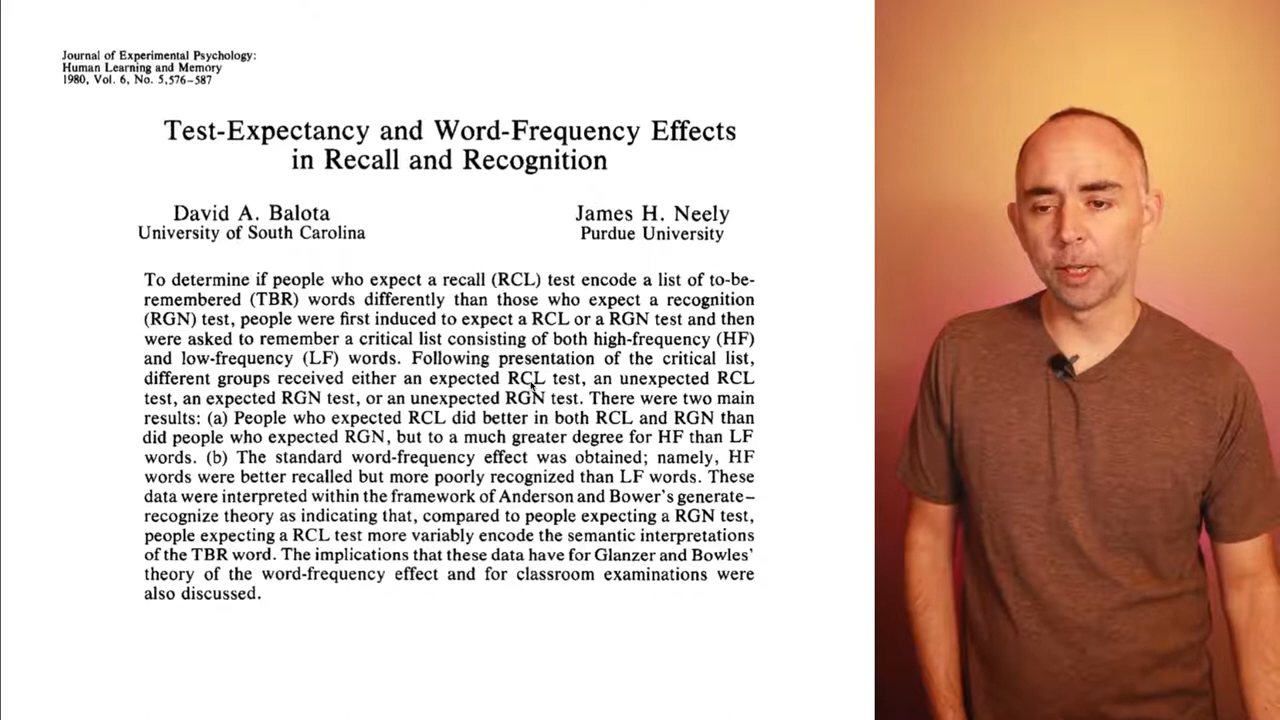 Journal of Experimental Psychology:
Human Learning and Memory
1980, Vol. 6, No. 5, 576–587
Test-Expectancy and Word-Frequency Effects
in Recall and Recognition
David A. Balota
University of South Carolina
James H. Neely
Purdue University
To determine if people who expect a recall (RCL) test encode a list of to-be-
remembered (TBR) words differently than those who expect a recognition
(RGN) test, people were first induced to expect a RCL or a RGN test and then
were asked to remember a critical list consisting of both high-frequency (HF)
and low-frequency (LF) words. Following presentation of the critical list,
different groups received either an expected RCL test, an unexpected RCL
test, an expected RGN test, or an unexpected RGN test. There were two main
results: (a) People who expected RCL did better in both RCL and RGN than
did people who expected RGN, but to a much greater degree for HF than LF
words. (b) The standard word-frequency effect was obtained; namely, HF
words were better recalled but more poorly recognized than LF words. These
data were interpreted within the framework of Anderson and Bower's generate–
recognize theory as indicating that, compared to people expecting a RGN test,
people expecting a RCL test more variably encode the semantic interpretations
of the TBR word. The implications that these data have for Glanzer and Bowles'
theory of the word-frequency effect and for classroom examinations were
also discussed.